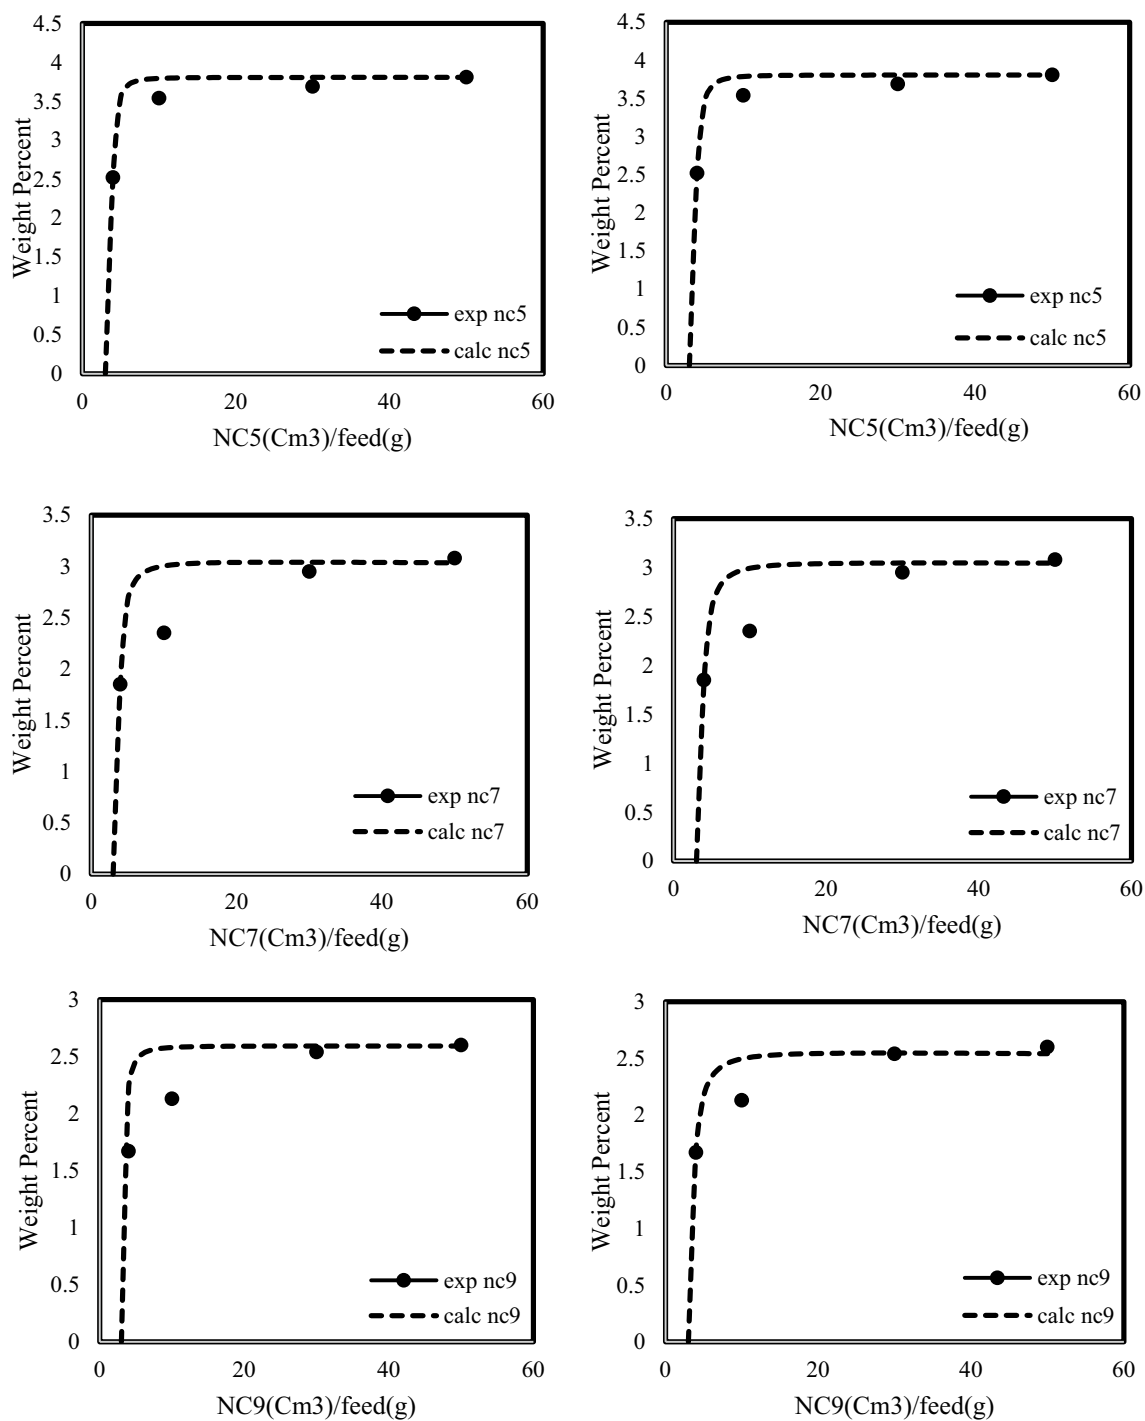 4.5
4
3.5
3
2.5
2
1.5
1
0.5
0
Weight Percent
exp nc5
calc nc5
0 20 40 60
NC5(Cm3)/feed(g)
4.5
4
3.5
3
2.5
2
1.5
1
0.5
0
Weight Percent
exp nc5
calc nc5
0 20 40 60
NC5(Cm3)/feed(g)
3.5
3
2.5
2
1.5
1
0.5
0
Weight Percent
exp nc7
calc nc7
0 20 40 60
NC7(Cm3)/feed(g)
3.5
3
2.5
2
1.5
1
0.5
0
Weight Percent
exp nc7
calc nc7
0 20 40 60
NC7(Cm3)/feed(g)
3
2.5
2
1.5
1
0.5
0
Weight Percent
exp nc9
calc nc9
0 20 40 60
NC9(Cm3)/feed(g)
3
2.5
2
1.5
1
0.5
0
Weight Percent
exp nc9
calc nc9
0 20 40 60
NC9(Cm3)/feed(g)